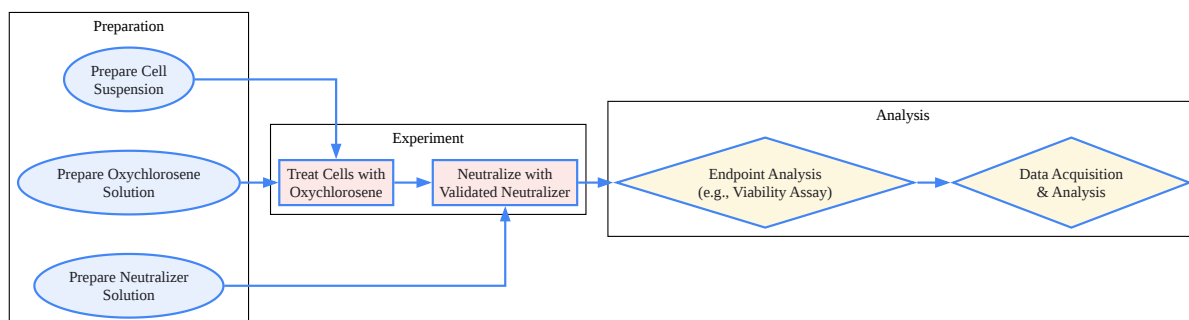 Preparation
Prepare Cell
Suspension
Prepare Oxychlorosene
Solution
Prepare Neutralizer
Solution
Experiment
Treat Cells with
Oxychlorosene
Neutralize with
Validated Neutralizer
Analysis
Endpoint Analysis
(e.g., Viability Assay)
Data Acquisition
& Analysis